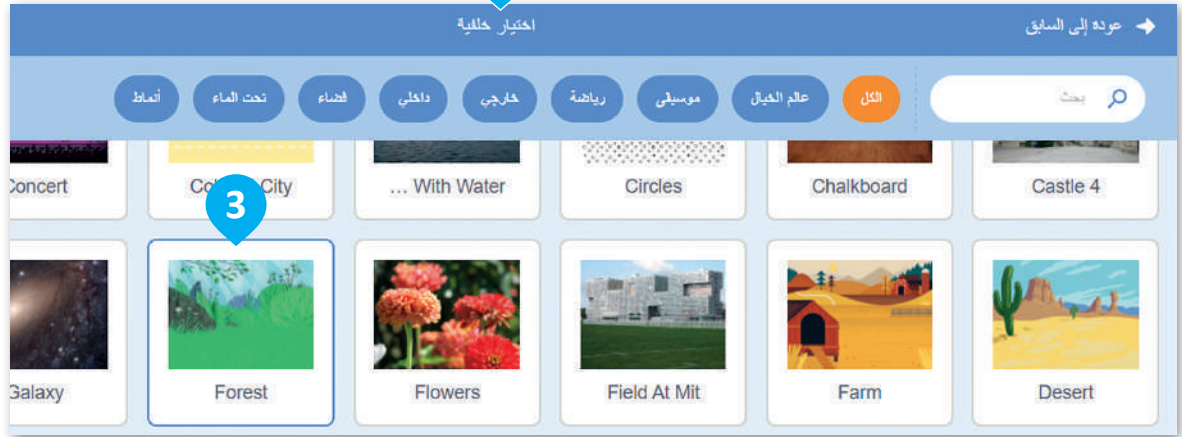 عودة إلى السابق اختيار خلفية
بحث الكل عالم الخيال موسيقى رياضة خارجي داخلي فضاء تحت الماء أنماط
Castle 4 Chalkboard Circles ... With Water City Concert
3
Desert Farm Field At Mit Flowers Forest Galaxy